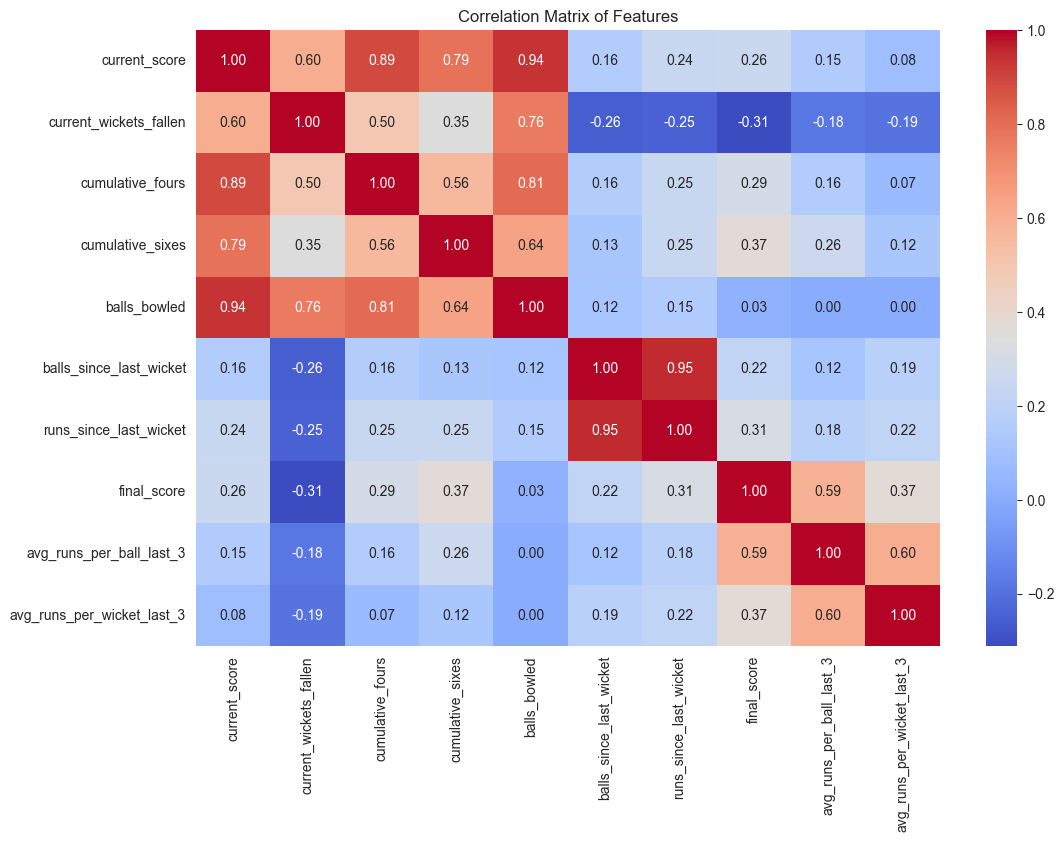 Correlation Matrix of Features
current_score 1.00 0.60 0.89 0.79 0.94 0.16 0.24 0.26 0.15 0.08
current_wickets_fallen 0.60 1.00 0.50 0.35 0.76 -0.26 -0.25 -0.31 -0.18 -0.19
cumulative_fours 0.89 0.50 1.00 0.56 0.81 0.16 0.25 0.29 0.16 0.07
cumulative_sixes 0.79 0.35 0.56 1.00 0.64 0.13 0.25 0.37 0.26 0.12
balls_bowled 0.94 0.76 0.81 0.64 1.00 0.12 0.15 0.03 0.00 0.00
balls_since_last_wicket 0.16 -0.26 0.16 0.13 0.12 1.00 0.95 0.22 0.12 0.19
runs_since_last_wicket 0.24 -0.25 0.25 0.25 0.15 0.95 1.00 0.31 0.18 0.22
final_score 0.26 -0.31 0.29 0.37 0.03 0.22 0.31 1.00 0.59 0.37
avg_runs_per_ball_last_3 0.15 -0.18 0.16 0.26 0.00 0.12 0.18 0.59 1.00 0.60
avg_runs_per_wicket_last_3 0.08 -0.19 0.07 0.12 0.00 0.19 0.22 0.37 0.60 1.00
current_score
current_wickets_fallen
cumulative_fours
cumulative_sixes
balls_bowled
balls_since_last_wicket
runs_since_last_wicket
final_score
avg_runs_per_ball_last_3
avg_runs_per_wicket_last_3
1.0
0.8
0.6
0.4
0.2
0.0
−0.2